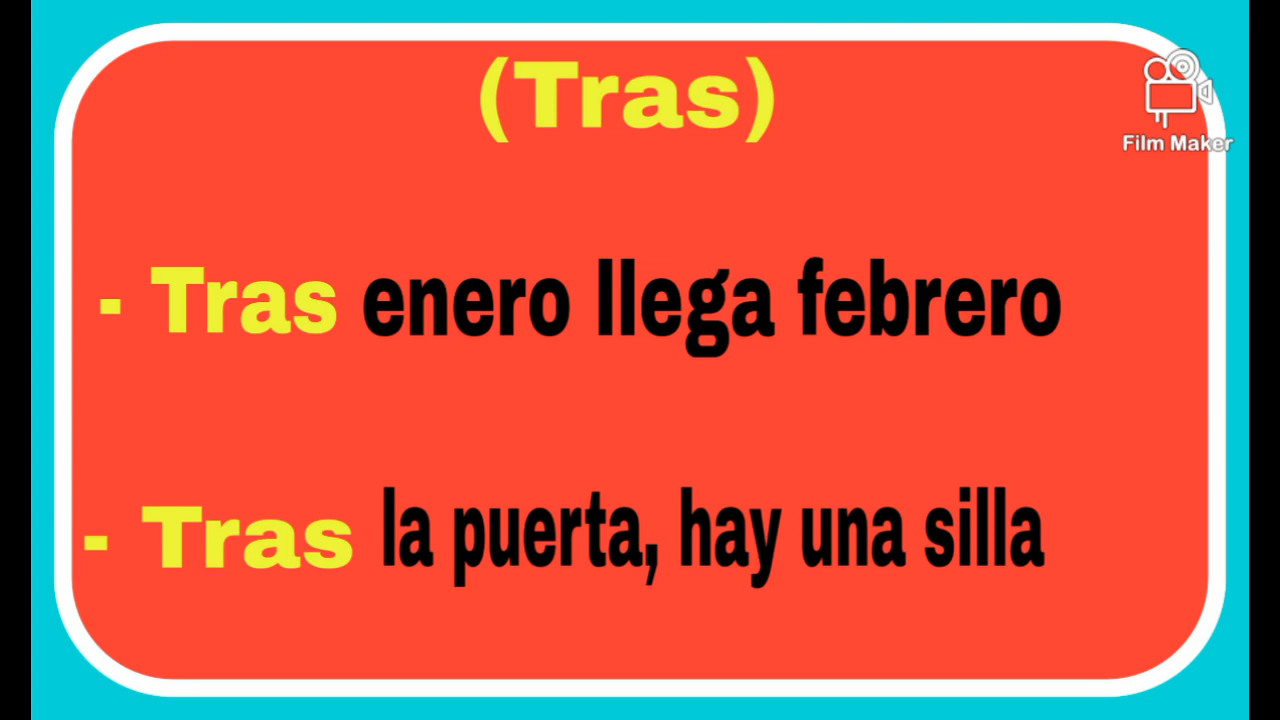 (Tras)
Film Maker
- Tras enero llega febrero
- Tras la puerta, hay una silla